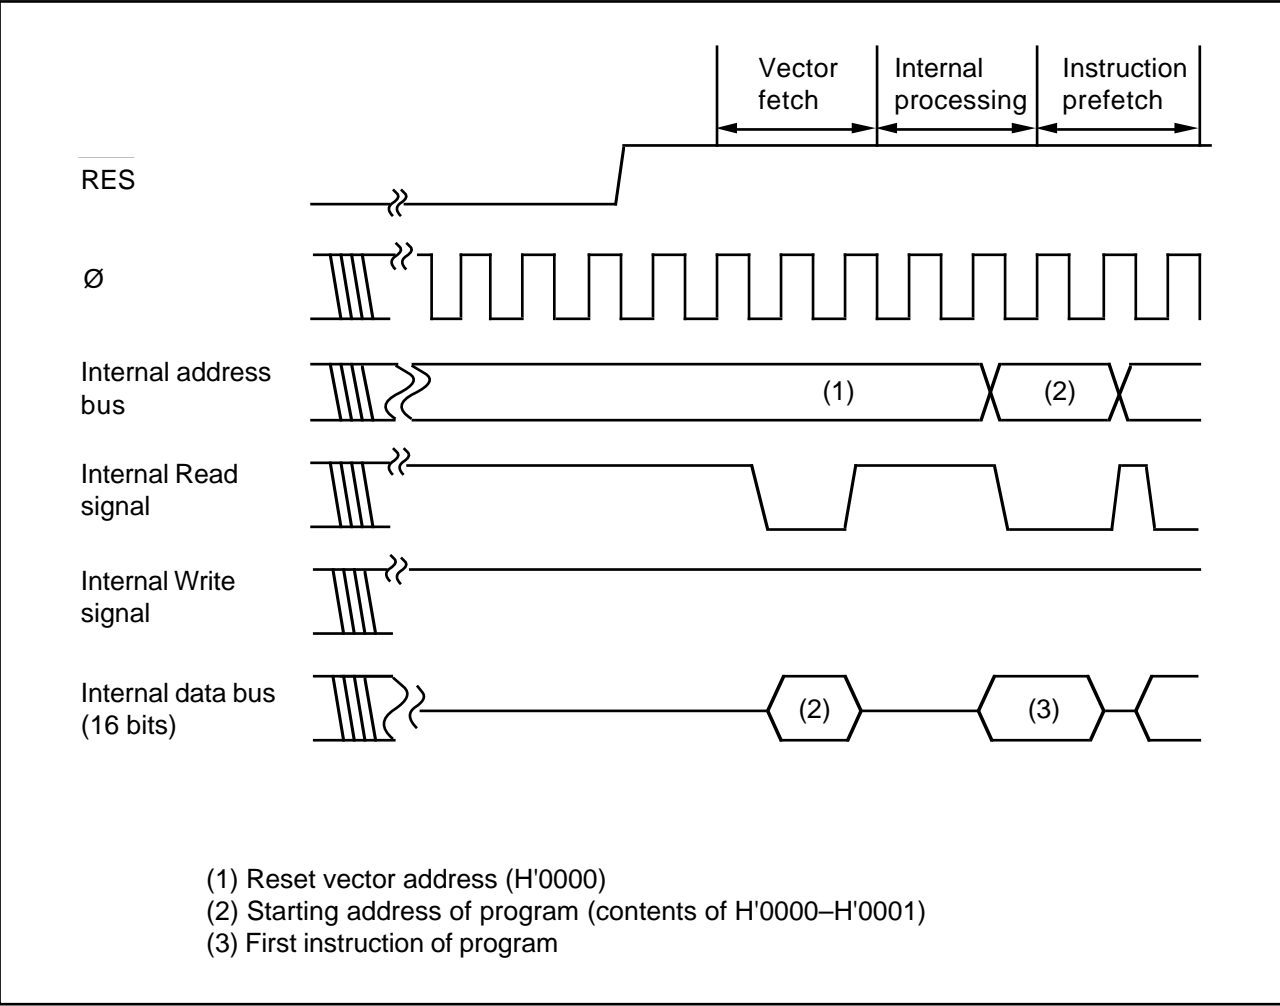 Vector
fetch
Internal
processing
Instruction
prefetch
RES
Ø
Internal address
bus
(1)
(2)
Internal Read
signal
Internal Write
signal
Internal data bus
(16 bits)
(2)
(3)
(1) Reset vector address (H'0000)
(2) Starting address of program (contents of H'0000–H'0001)
(3) First instruction of program